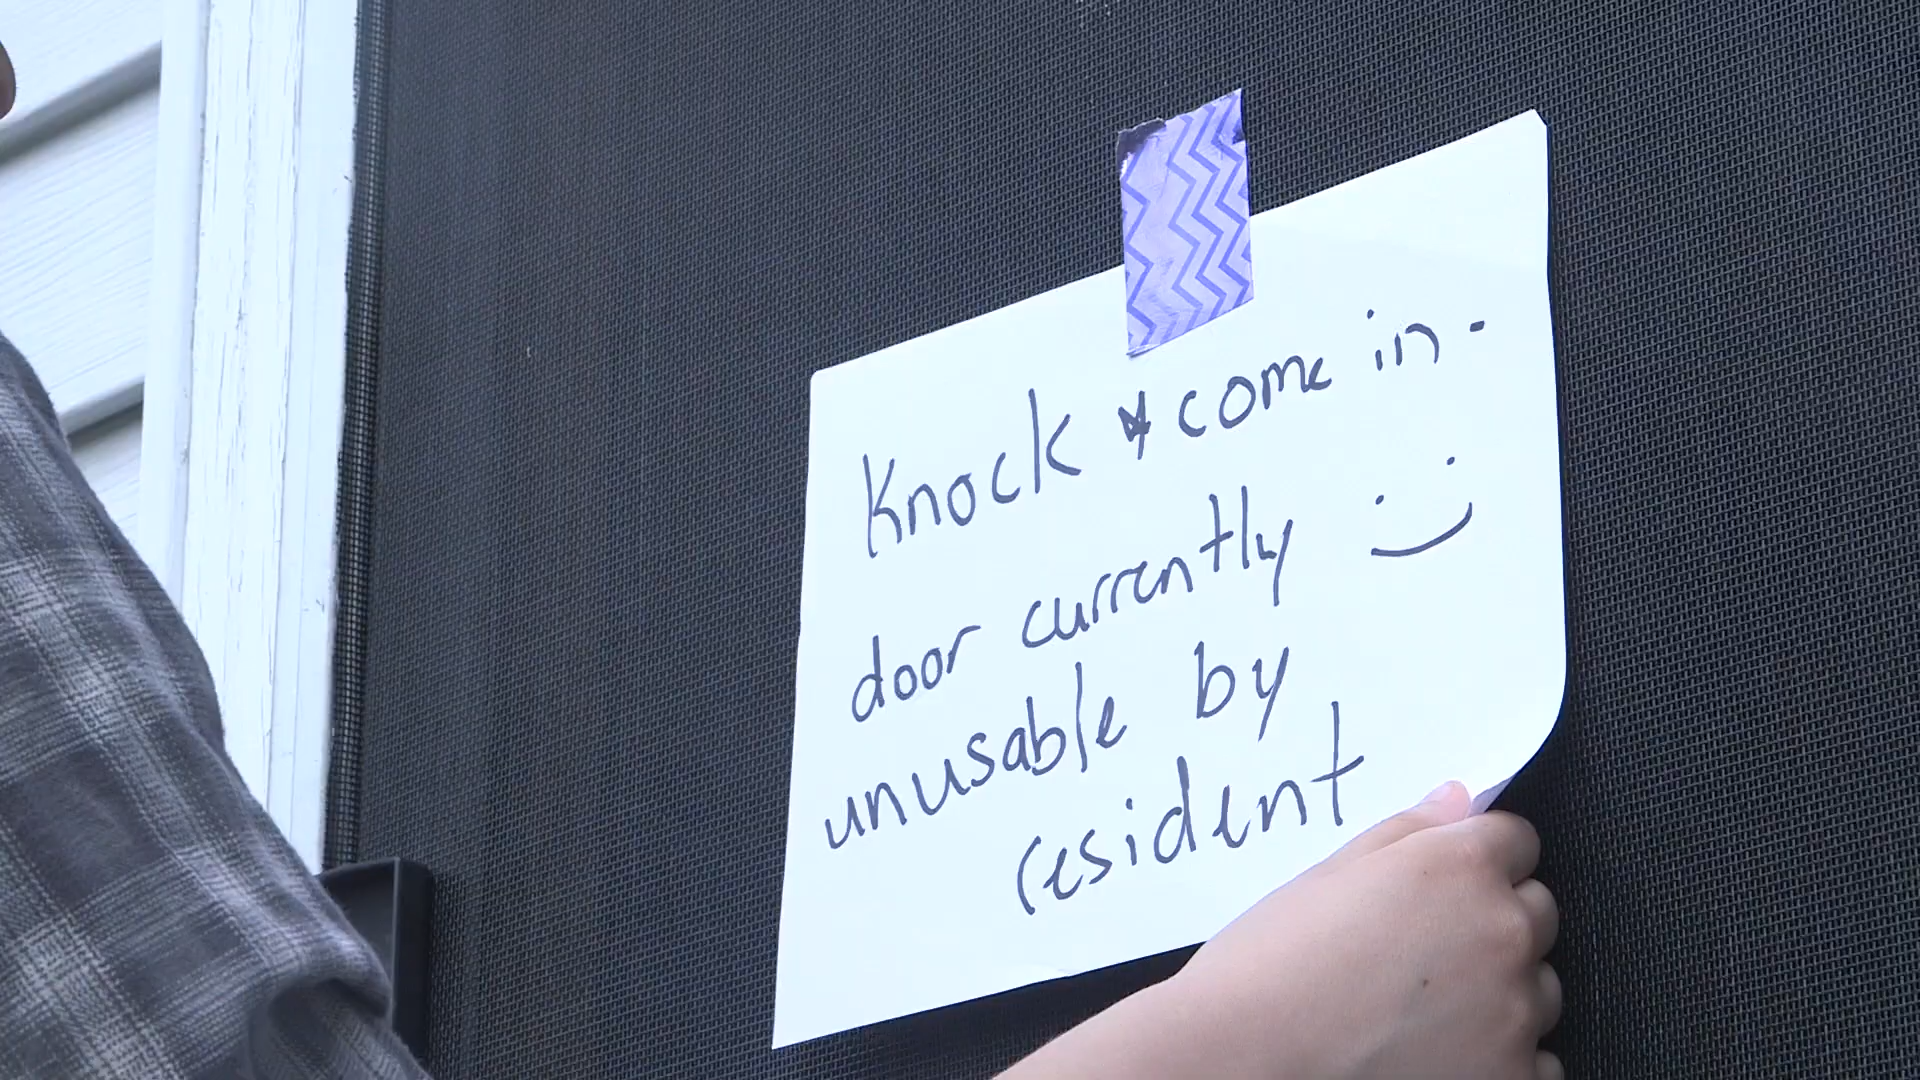 Knock & come in -
door currently :)
unusable by
resident